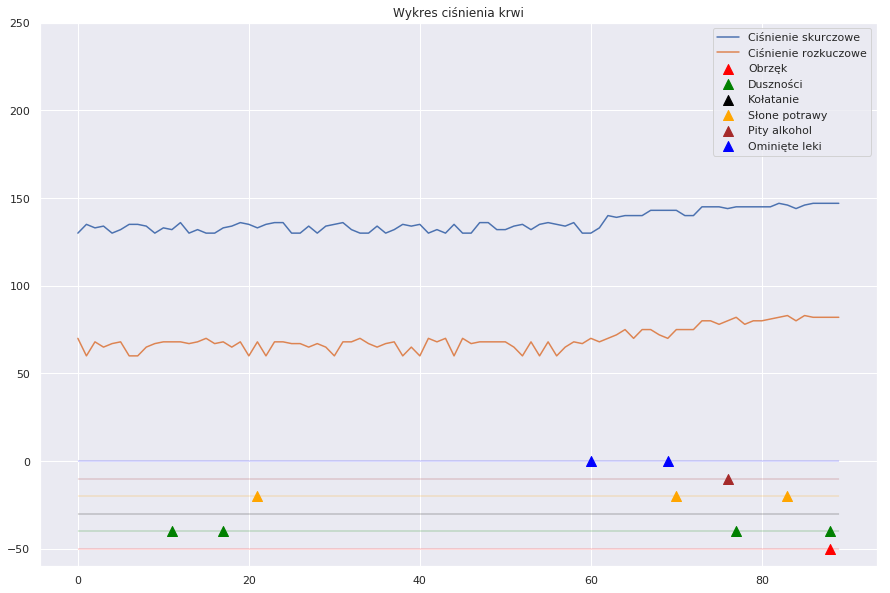 Wykres ciśnienia krwi
250
200
150
100
50
0
−50
0
20
40
60
80
Ciśnienie skurczowe
Ciśnienie rozkuczowe
Obrzęk
Duszności
Kołatanie
Słone potrawy
Pity alkohol
Ominięte leki